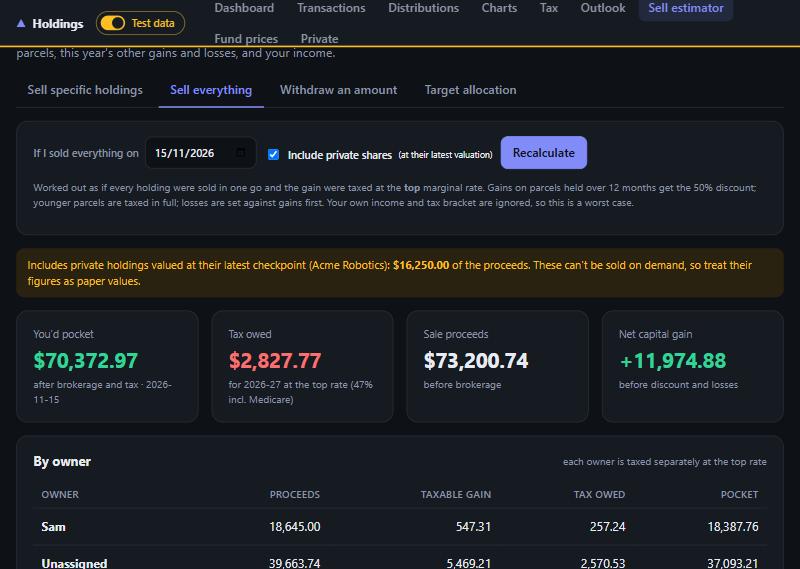 Holdings
Test data
Dashboard Transactions Distributions Charts Tax Outlook Sell estimator
Fund prices Private
parcels, this year's other gains and losses, and your income.
Sell specific holdings Sell everything Withdraw an amount Target allocation
If I sold everything on 15/11/2026 Include private shares (at their latest valuation) Recalculate
Worked out as if every holding were sold in one go and the gain were taxed at the top marginal rate. Gains on parcels held over 12 months get the 50% discount;
younger parcels are taxed in full; losses are set against gains first. Your own income and tax bracket are ignored, so this is a worst case.
Includes private holdings valued at their latest checkpoint (Acme Robotics): $16,250.00 of the proceeds. These can't be sold on demand, so treat their
figures as paper values.
You'd pocket
$70,372.97
after brokerage and tax · 2026-
11-15
Tax owed
$2,827.77
for 2026-27 at the top rate (47%
incl. Medicare)
Sale proceeds
$73,200.74
before brokerage
Net capital gain
+11,974.88
before discount and losses
By owner each owner is taxed separately at the top rate
OWNER PROCEEDS TAXABLE GAIN TAX OWED POCKET
Sam 18,645.00 547.31 257.24 18,387.76
Unassigned 39,663.74 5,469.21 2,570.53 37,093.21